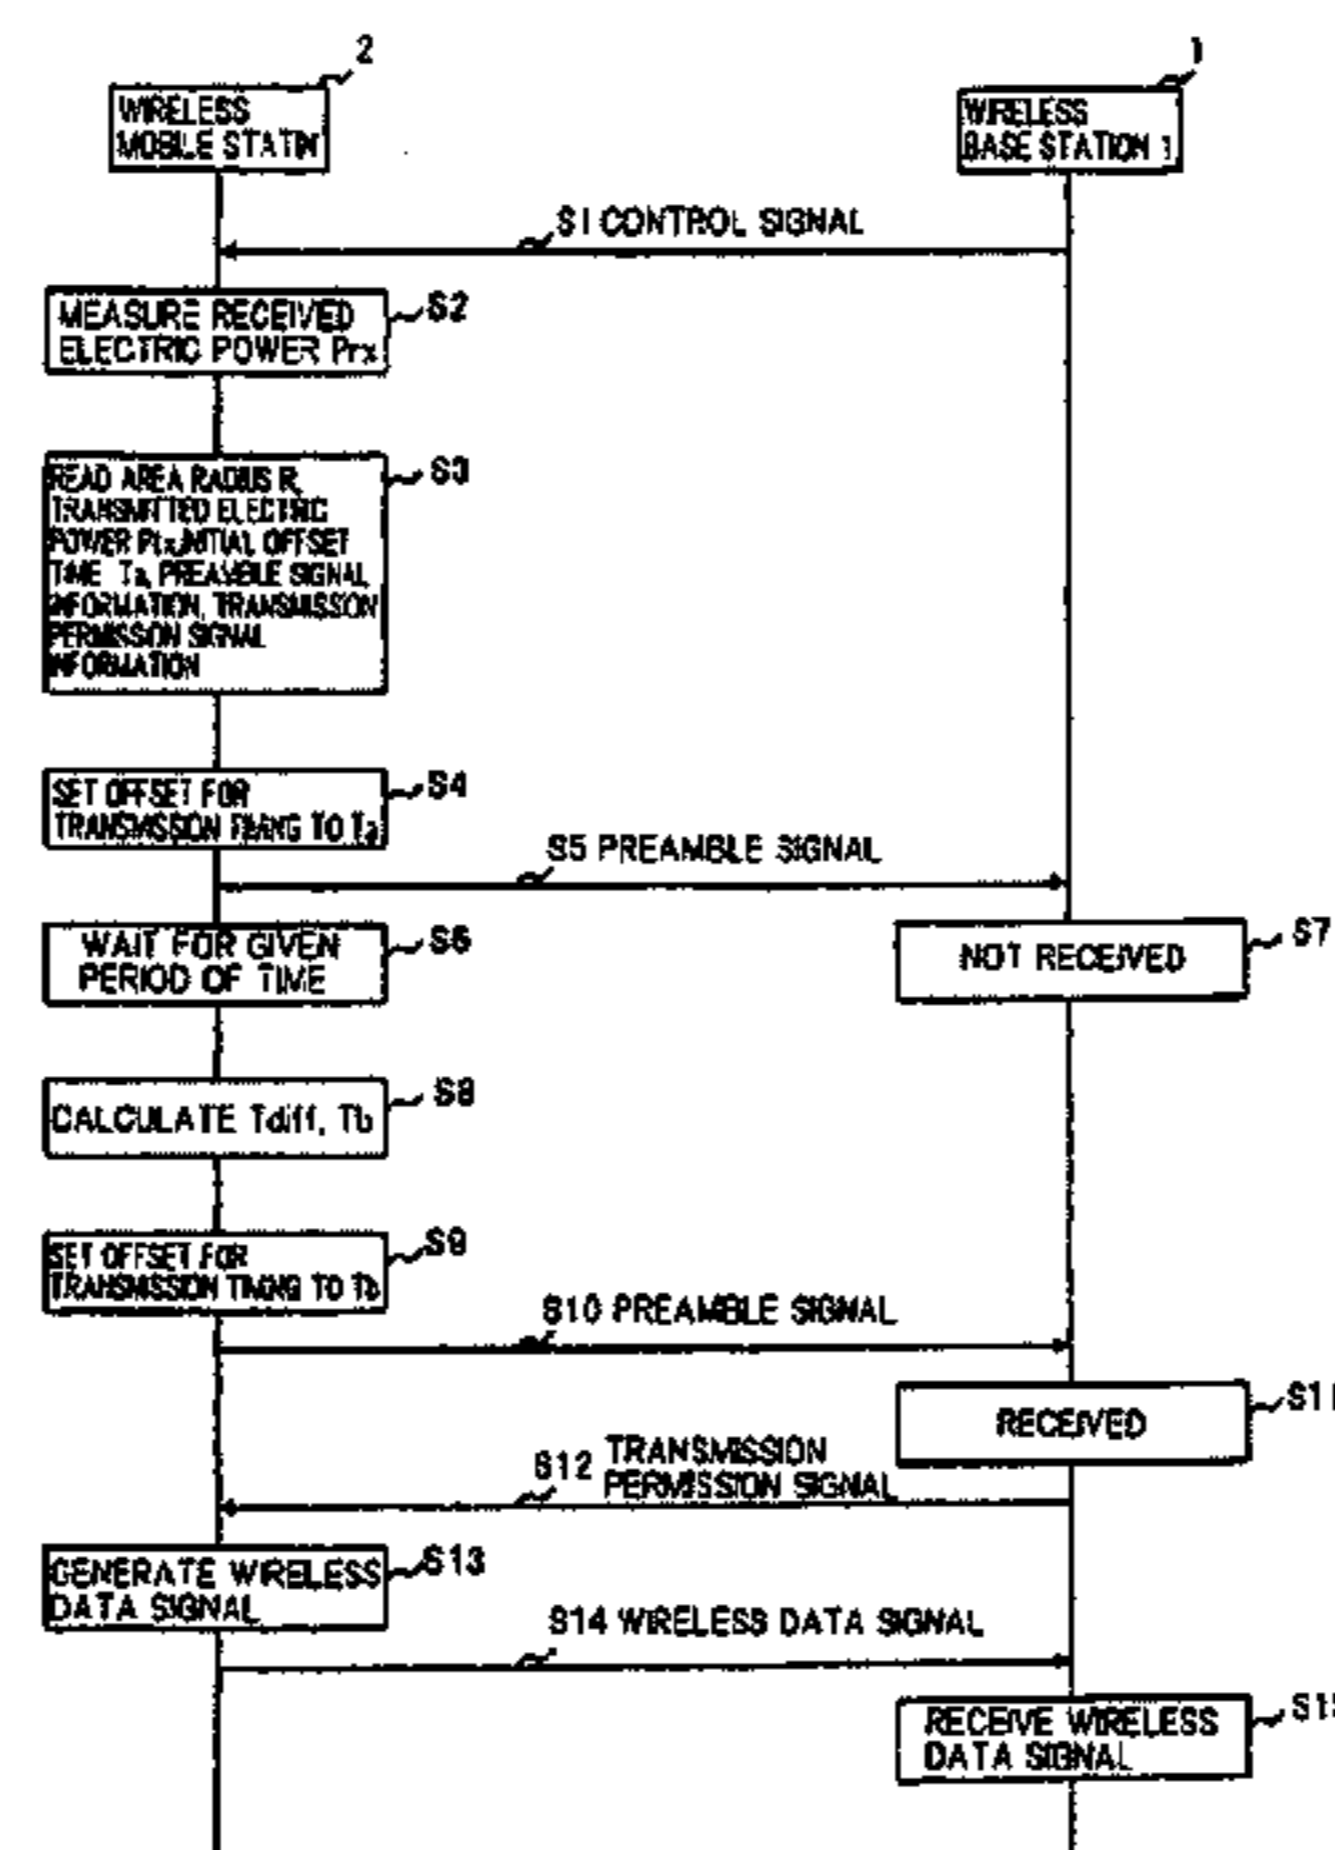 2
1
WIRELESS
MOBILE STATIN
WIRELESS
BASE STATION 1
S1 CONTROL SIGNAL
MEASURE RECEIVED
ELECTRIC POWER Prx
S2
READ AREA RADIUS R,
TRANSMITTED ELECTRIC
POWER Ptx,INITIAL OFFSET
TIME Ta, PREAMBLE SIGNAL
INFORMATION, TRANSMISSION
PERMISSON SIGNAL
INFORMATION
S3
SET OFFSET FOR
TRANSMISSION TIMING TO Ta
S4
S5 PREAMBLE SIGNAL
WAIT FOR GIVEN
PERIOD OF TIME
S6
NOT RECEIVED
S7
CALCULATE Tdiff, Tb
S8
SET OFFSET FOR
TRANSMISSION TIMING TO Tb
S9
S10 PREAMBLE SIGNAL
RECEIVED
S11
S12 TRANSMISSION
PERMISSION SIGNAL
GENERATE WIRELESS
DATA SIGNAL
S13
S14 WIRELESS DATA SIGNAL
RECEIVE WIRELESS
DATA SIGNAL
S15